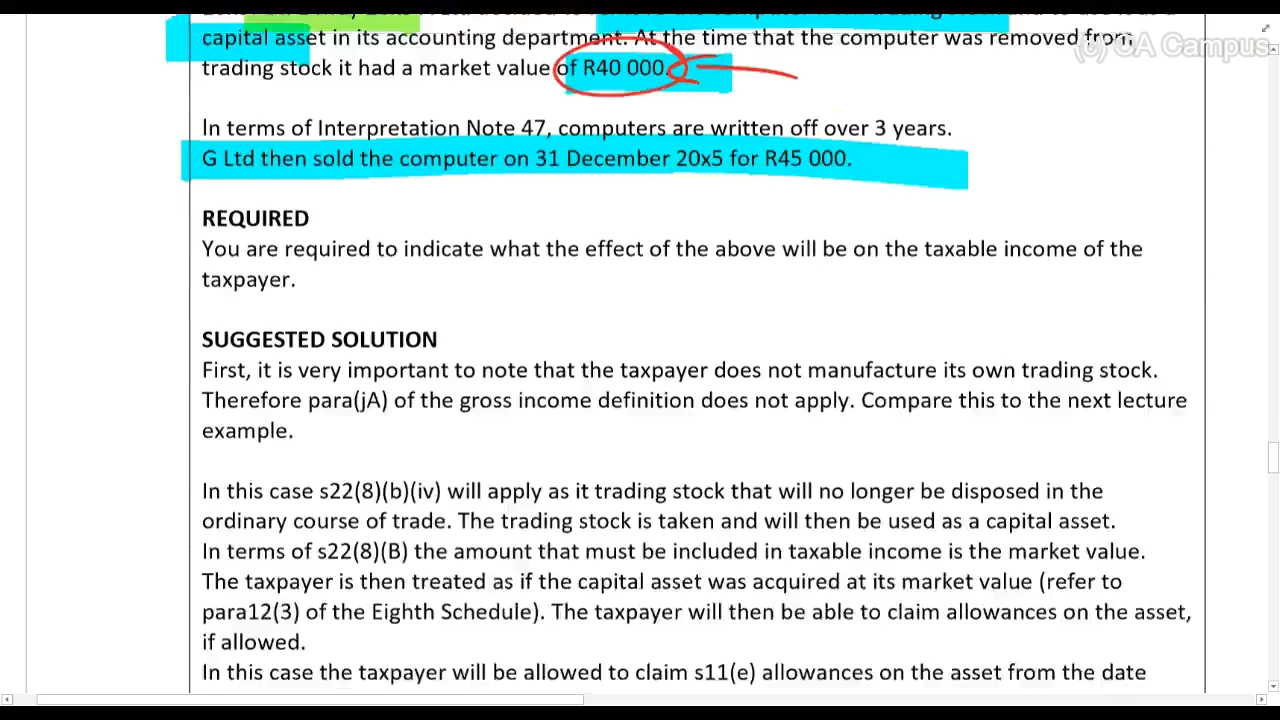 capital asset in its accounting department. At the time that the computer was removed from
(c) CA Campus
trading stock it had a market value of R40 000.
In terms of Interpretation Note 47, computers are written off over 3 years.
G Ltd then sold the computer on 31 December 20x5 for R45 000.
REQUIRED
You are required to indicate what the effect of the above will be on the taxable income of the
taxpayer.
SUGGESTED SOLUTION
First, it is very important to note that the taxpayer does not manufacture its own trading stock.
Therefore para(jA) of the gross income definition does not apply. Compare this to the next lecture
example.
In this case s22(8)(b)(iv) will apply as it trading stock that will no longer be disposed in the
ordinary course of trade. The trading stock is taken and will then be used as a capital asset.
In terms of s22(8)(B) the amount that must be included in taxable income is the market value.
The taxpayer is then treated as if the capital asset was acquired at its market value (refer to
para12(3) of the Eighth Schedule). The taxpayer will then be able to claim allowances on the asset,
if allowed.
In this case the taxpayer will be allowed to claim s11(e) allowances on the asset from the date